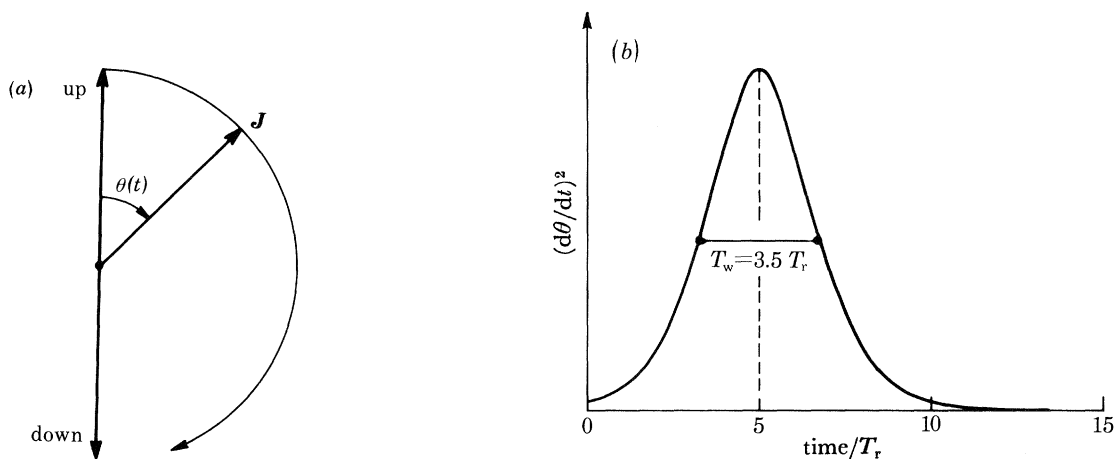 (a)
up
J
θ(t)
down
(b)
(dθ/dt)²
T_w=3.5 T_r
0
5
10
15
time/T_r